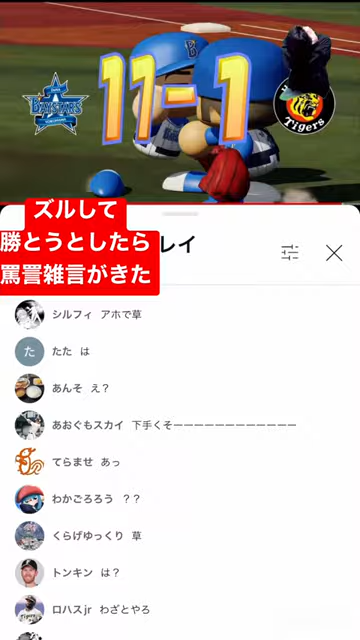 11-1
BAYSTARS
Tigers
ズルして
勝とうとしたら
罵詈雑言がきた
レイ
シルフィ アホで草
た
たた は
あんそ え？
あおぐもスカイ 下手くそーーーーーーーーーーーー
てらませ あっ
わかごろろう ？？
くらげゆっくり 草
トンキン は？
ロハスjr わざとやろ